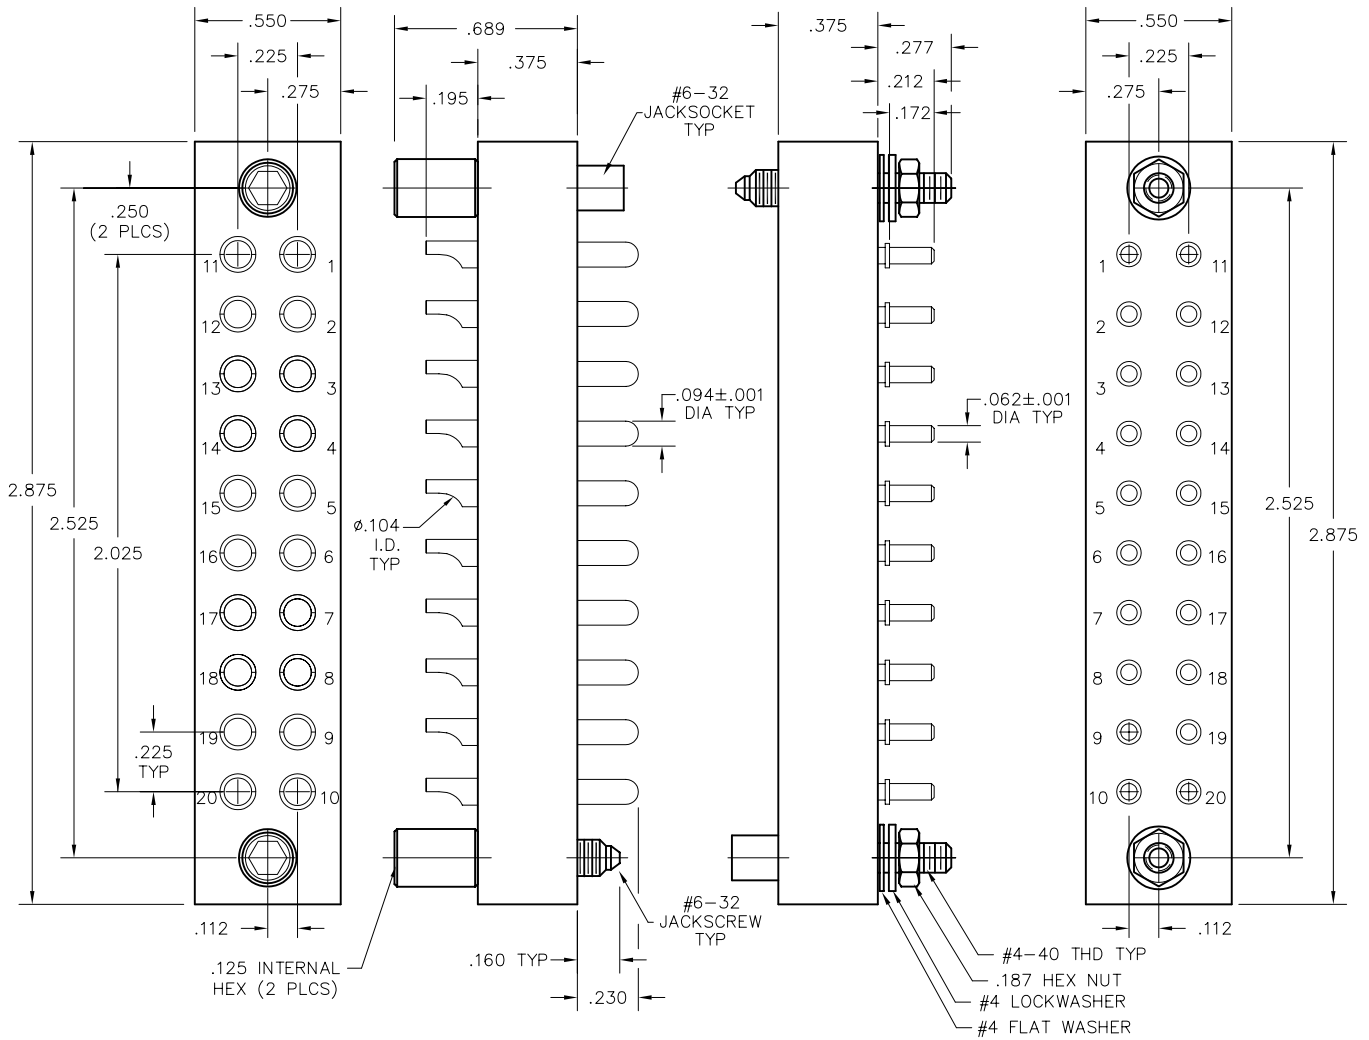 .550
.689
.375
.550
.225
.375
.277
.225
.275
.195
.212
.275
.172
#6-32
JACKSOCKET
TYP
.250
(2 PLCS)
11 1
12 2
13 3
14 4
15 5
16 6
17 7
18 8
19 9
20 10
1 11
2 12
3 13
4 14
5 15
6 16
7 17
8 18
9 19
10 20
.094±.001
DIA TYP
.062±.001
DIA TYP
2.875
2.525
2.025
Ø.104
I.D.
TYP
2.525
2.875
.225
TYP
.112
.125 INTERNAL
HEX (2 PLCS)
#6-32
JACKSCREW
TYP
.160 TYP
.230
.112
#4-40 THD TYP
.187 HEX NUT
#4 LOCKWASHER
#4 FLAT WASHER